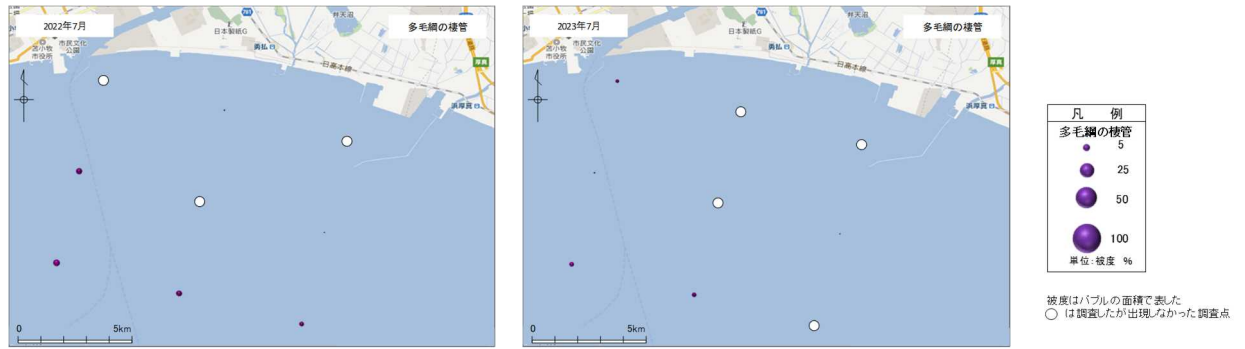 2022年7月
多毛綱の棲管
苫小牧
市役所
市民文化
公園
日本製紙G
781
弁天沼
勇払
日高本線
厚真
浜厚真
0
5km
2023年7月
多毛綱の棲管
苫小牧
市役所
市民文化
公園
日本製紙G
781
弁天沼
勇払
日高本線
厚真
浜厚真
0
5km
凡 例
多毛綱の棲管
5
25
50
100
単位:被度 %
被度はバブルの面積で表した
○ は調査したが出現しなかった調査点